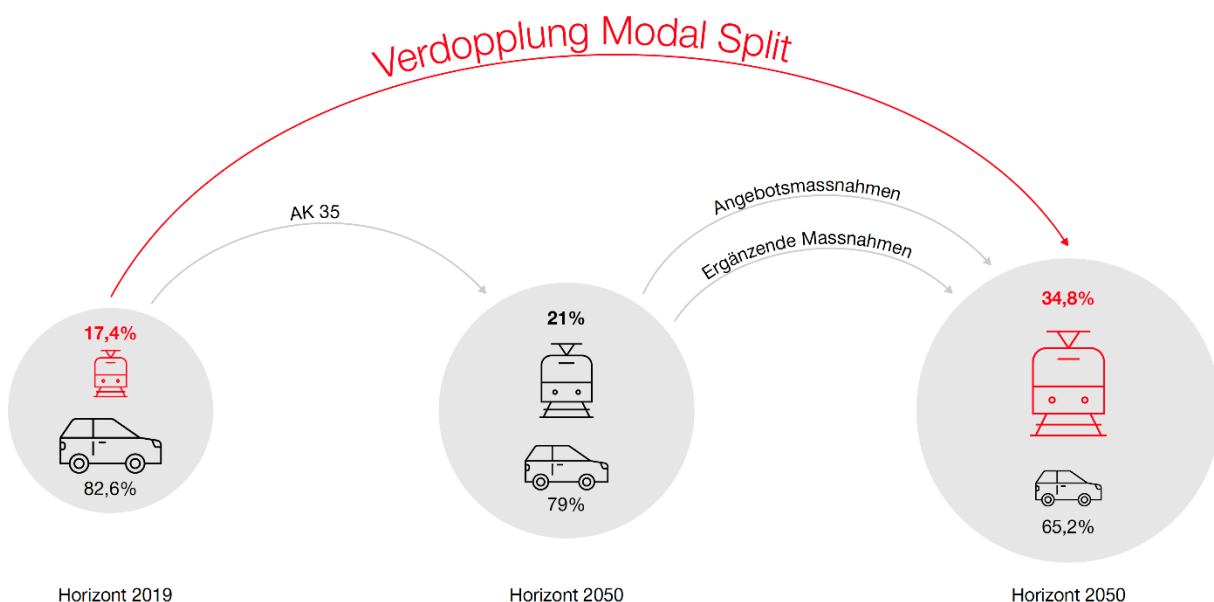 Verdopplung Modal Split
AK 35
Angebotsmassnahmen
Ergänzende Massnahmen
17,4%
82,6%
21%
79%
34,8%
65,2%
Horizont 2019
Horizont 2050
Horizont 2050